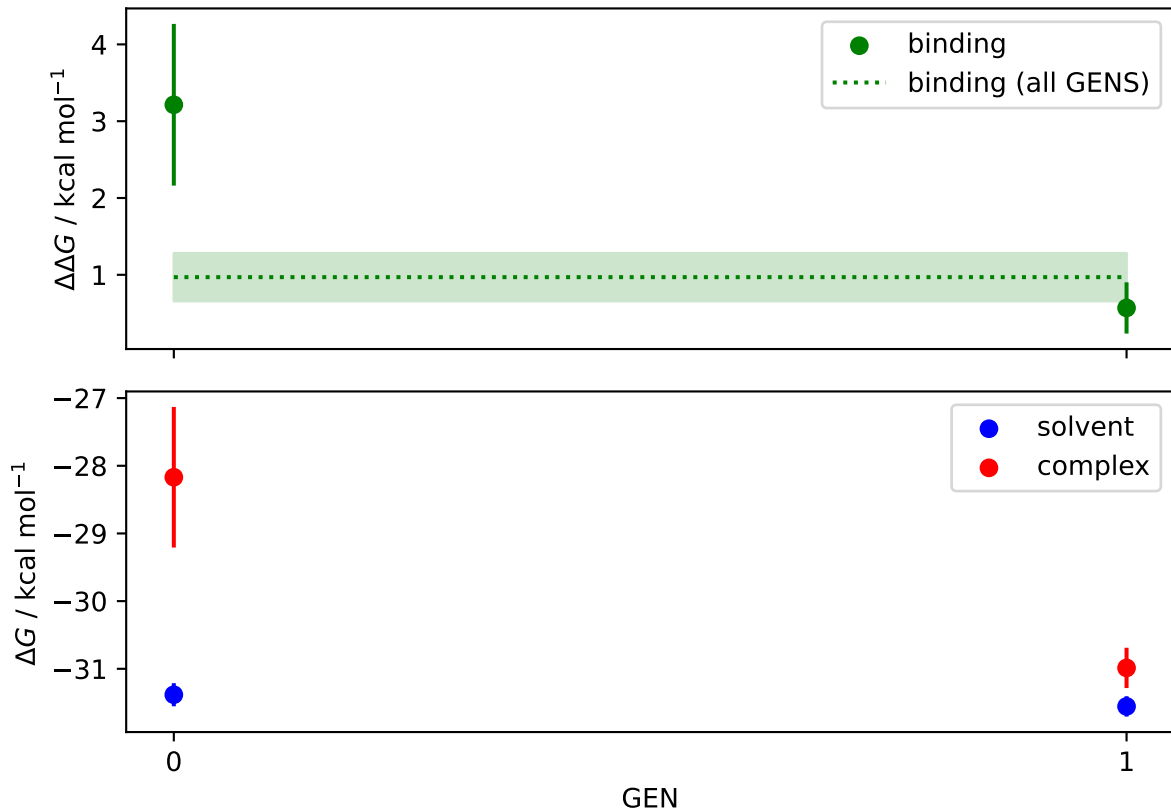 4
3
2
1
ΔΔG / kcal mol⁻¹
binding
binding (all GENS)
−27
−28
−29
−30
−31
ΔG / kcal mol⁻¹
solvent
complex
0 1
GEN